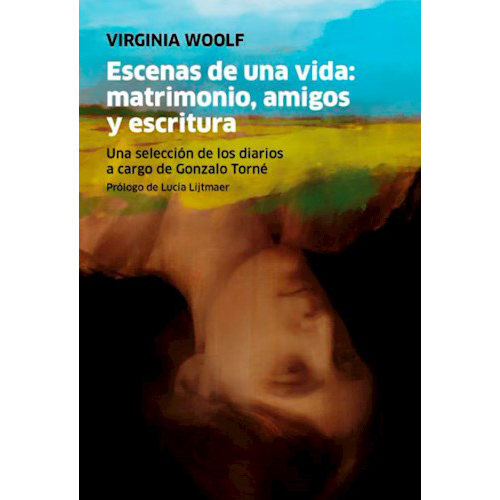 VIRGINIA WOOLF
Escenas de una vida:
matrimonio, amigos
y escritura
Una selección de los diarios
a cargo de Gonzalo Torné
Prólogo de Lucía Lijtmaer